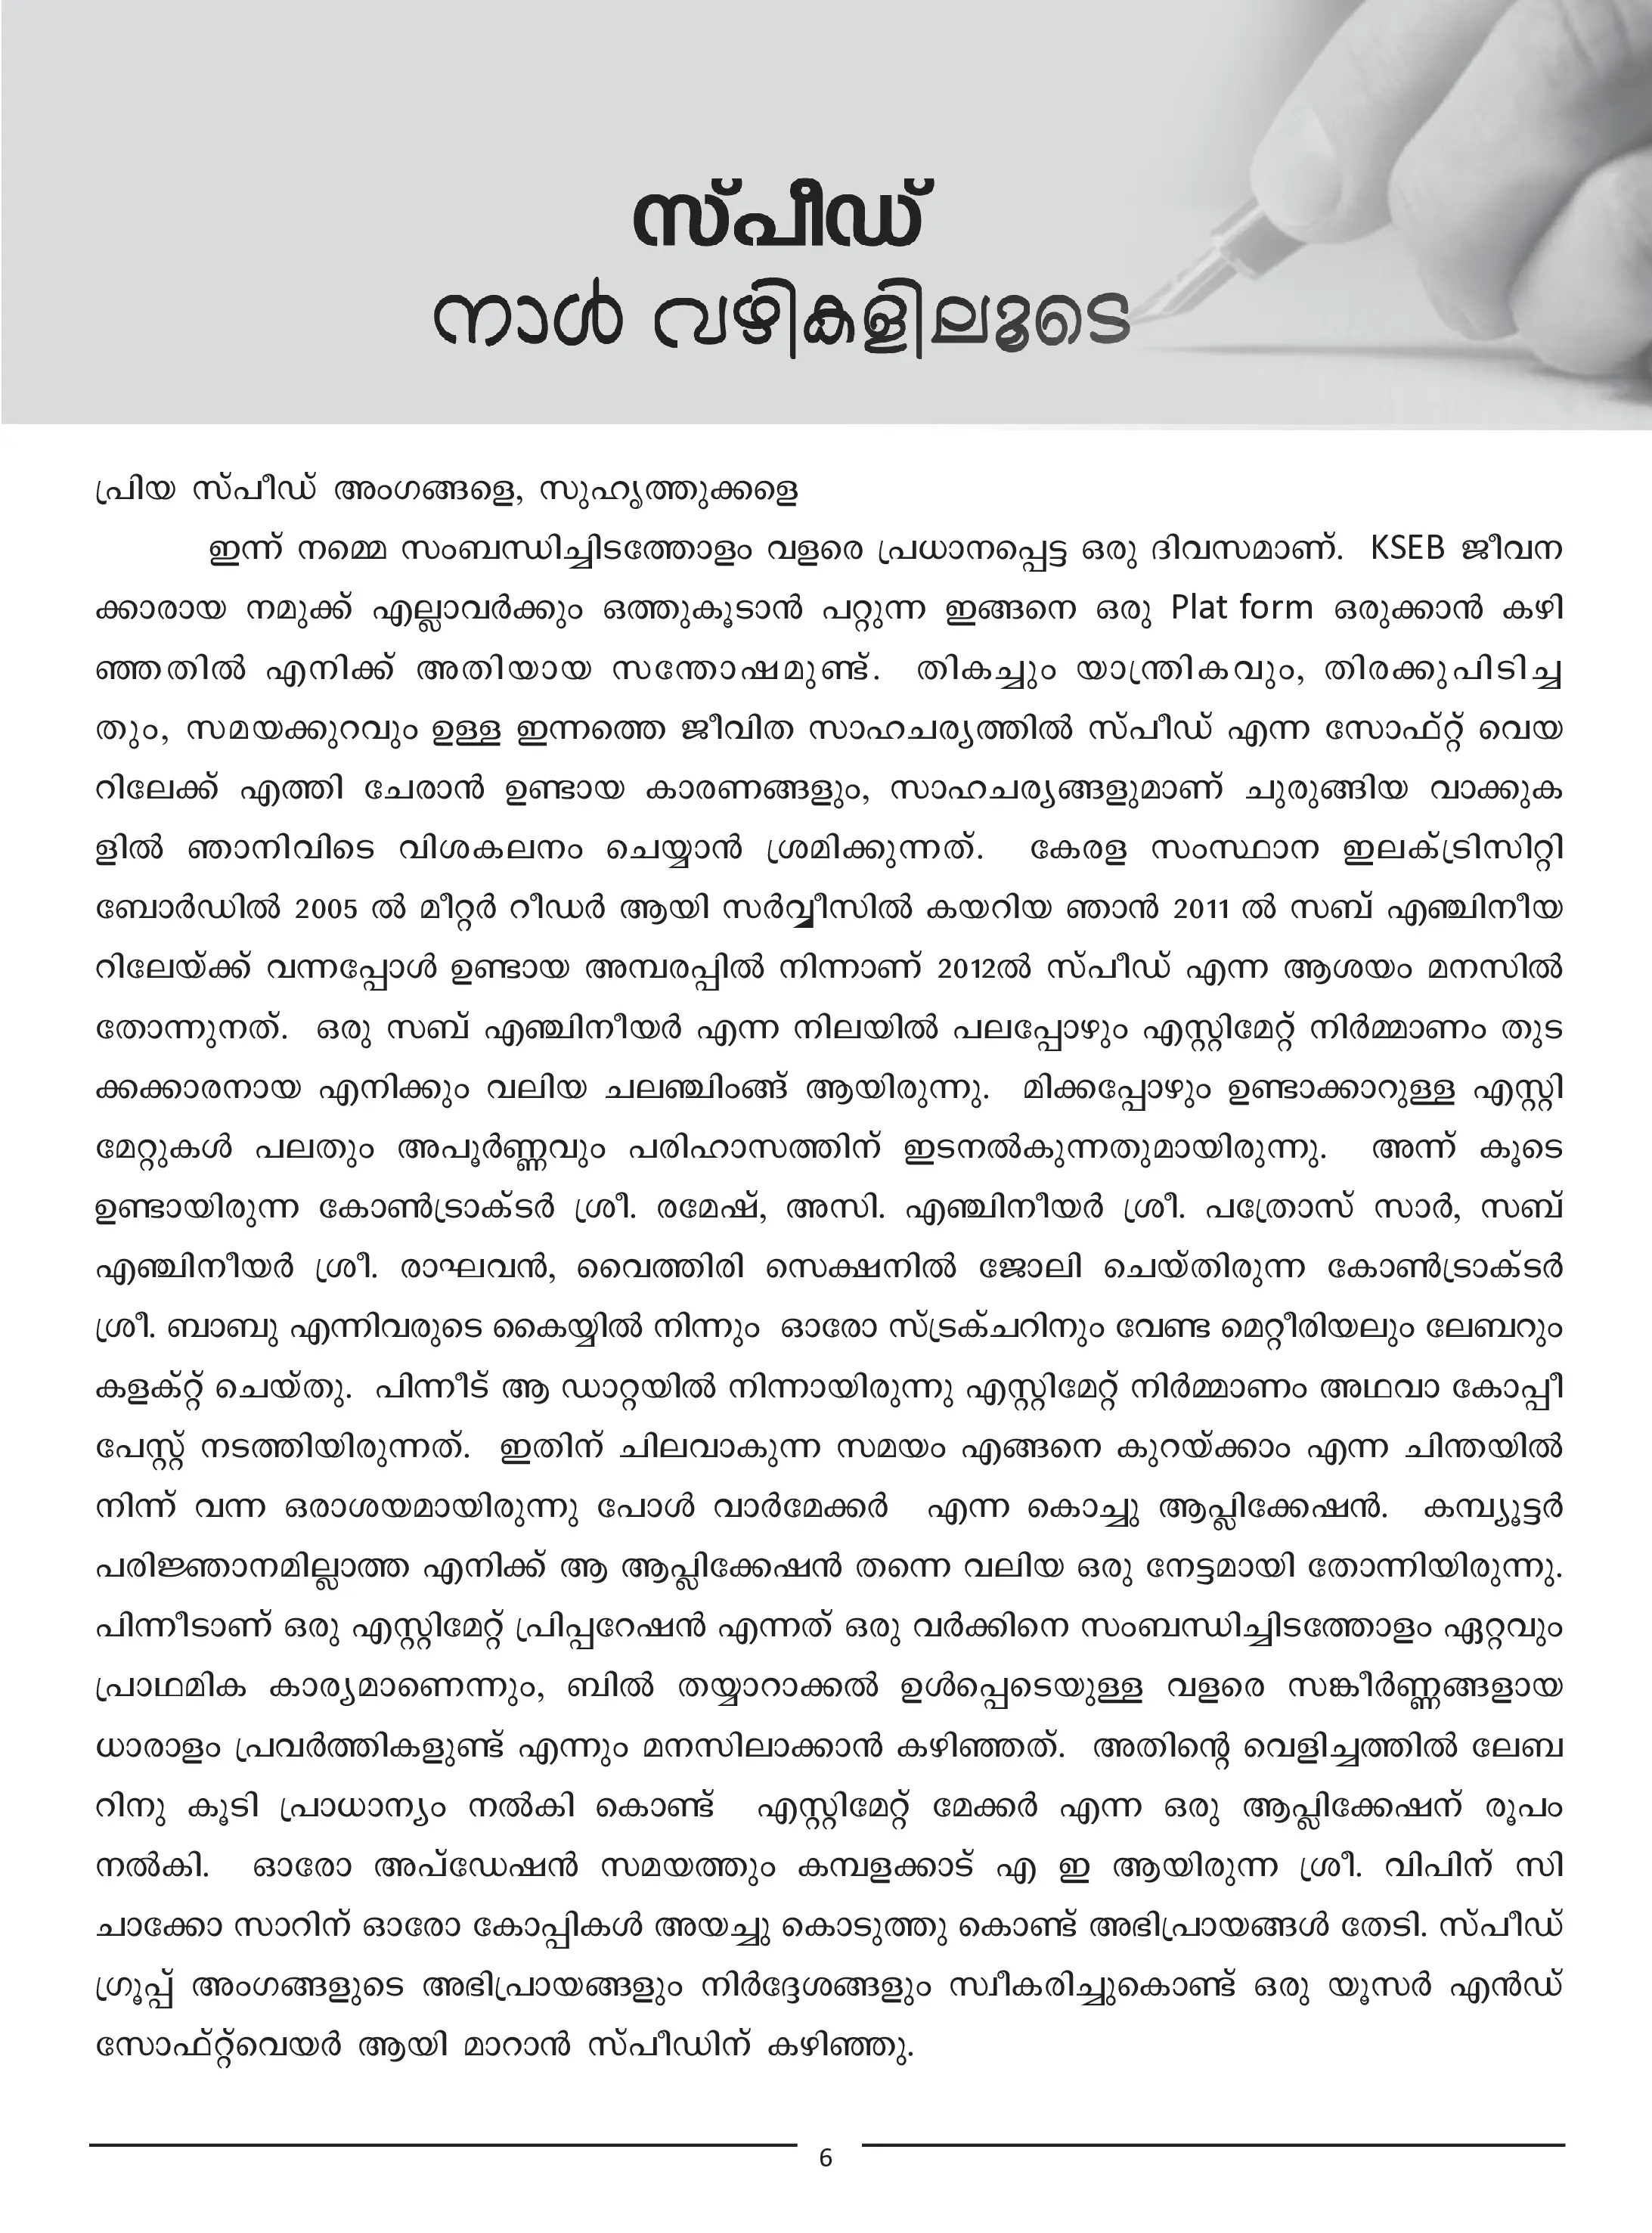 സ്പീഡ്
നാൾ വഴികളിലൂടെ
പ്രിയ സ്പീഡ് അംഗങ്ങളെ, സുഹൃത്തുക്കളെ
ഇന്ന് നമ്മെ സംബന്ധിച്ചിടത്തോളം വളരെ പ്രധാനപ്പെട്ട ഒരു ദിവസമാണ്. KSEB ജീവന
ക്കാരായ നമുക്ക് എല്ലാവർക്കും ഒത്തുകൂടാൻ പറ്റുന്ന ഇങ്ങനെ ഒരു Plat form ഒരുക്കാൻ കഴി
ഞ്ഞതിൽ എനിക്ക് അതിയായ സന്തോഷമുണ്ട്. തികച്ചും യാന്ത്രികവും, തിരക്കുപിടിച്ച
തും, സമയക്കുറവും ഉള്ള ഇന്നത്തെ ജീവിത സാഹചര്യത്തിൽ സ്പീഡ് എന്ന സോഫ്റ്റ് വെയ
റിലേക്ക് എത്തി ചേരാൻ ഉണ്ടായ കാരണങ്ങളും, സാഹചര്യങ്ങളുമാണ് ചുരുങ്ങിയ വാക്കുക
ളിൽ ഞാനിവിടെ വിശകലനം ചെയ്യാൻ ശ്രമിക്കുന്നത്. കേരള സംസ്ഥാന ഇലക്ട്രിസിറ്റി
ബോർഡിൽ 2005 ൽ മീറ്റർ റീഡർ ആയി സർവ്വീസിൽ കയറിയ ഞാൻ 2011 ൽ സബ് എഞ്ചിനീയ
റിലേയ്ക്ക് വന്നപ്പോൾ ഉണ്ടായ അമ്പരപ്പിൽ നിന്നാണ് 2012ൽ സ്പീഡ് എന്ന ആശയം മനസിൽ
തോന്നുനത്. ഒരു സബ് എഞ്ചിനീയർ എന്ന നിലയിൽ പലപ്പോഴും എസ്റ്റിമേറ്റ് നിർമ്മാണം തുട
ക്കക്കാരനായ എനിക്കും വലിയ ചലഞ്ചിംങ്ങ് ആയിരുന്നു. മിക്കപ്പോഴും ഉണ്ടാക്കാറുള്ള എസ്റ്റി
മേറ്റുകൾ പലതും അപൂർണ്ണവും പരിഹാസത്തിന് ഇടനൽകുന്നതുമായിരുന്നു. അന്ന് കൂടെ
ഉണ്ടായിരുന്ന കോൺട്രാക്ടർ ശ്രീ. രമേഷ്, അസി. എഞ്ചിനീയർ ശ്രീ. പത്രോസ് സാർ, സബ്
എഞ്ചിനീയർ ശ്രീ. രാഘവൻ, വൈത്തിരി സെക്ഷനിൽ ജോലി ചെയ്തിരുന്ന കോൺട്രാക്ടർ
ശ്രീ. ബാബു എന്നിവരുടെ കൈയ്യിൽ നിന്നും ഓരോ സ്ട്രക്ചറിനും വേണ്ട മെറ്റീരിയലും ലേബറും
കളക്റ്റ് ചെയ്തു. പിന്നീട് ആ ഡാറ്റയിൽ നിന്നായിരുന്നു എസ്റ്റിമേറ്റ് നിർമ്മാണം അഥവാ കോപ്പീ
പേസ്റ്റ് നടത്തിയിരുന്നത്. ഇതിന് ചിലവാകുന്ന സമയം എങ്ങനെ കുറയ്ക്കാം എന്ന ചിന്തയിൽ
നിന്ന് വന്ന ഒരാശയമായിരുന്നു പോൾ വാർമേക്കർ എന്ന കൊച്ചു ആപ്ലിക്കേഷൻ. കമ്പ്യൂട്ടർ
പരിജ്ഞാനമില്ലാത്ത എനിക്ക് ആ ആപ്ലിക്കേഷൻ തന്നെ വലിയ ഒരു നേട്ടമായി തോന്നിയിരുന്നു.
പിന്നീടാണ് ഒരു എസ്റ്റിമേറ്റ് പ്രിപ്പറേഷൻ എന്നത് ഒരു വർക്കിനെ സംബന്ധിച്ചിടത്തോളം ഏറ്റവും
പ്രാഥമിക കാര്യമാണെന്നും, ബിൽ തയ്യാറാക്കൽ ഉൾപ്പെടെയുള്ള വളരെ സങ്കീർണ്ണങ്ങളായ
ധാരാളം പ്രവർത്തികളുണ്ട് എന്നും മനസിലാക്കാൻ കഴിഞ്ഞത്. അതിന്റെ വെളിച്ചത്തിൽ ലേബ
റിനു കൂടി പ്രാധാന്യം നൽകി കൊണ്ട് എസ്റ്റിമേറ്റ് മേക്കർ എന്ന ഒരു ആപ്ലിക്കേഷന് രൂപം
നൽകി. ഓരോ അപ്ഡേഷൻ സമയത്തും കമ്പളക്കാട് എ ഇ ആയിരുന്ന ശ്രീ. വിപിന് സി
ചാക്കോ സാറിന് ഓരോ കോപ്പികൾ അയച്ചു കൊടുത്തു കൊണ്ട് അഭിപ്രായങ്ങൾ തേടി. സ്പീഡ്
ഗ്രൂപ്പ് അംഗങ്ങളുടെ അഭിപ്രായങ്ങളും നിർദ്ദേശങ്ങളും സ്വീകരിച്ചുകൊണ്ട് ഒരു യൂസർ എൻഡ്
സോഫ്റ്റ്വെയർ ആയി മാറാൻ സ്പീഡിന് കഴിഞ്ഞു.
6